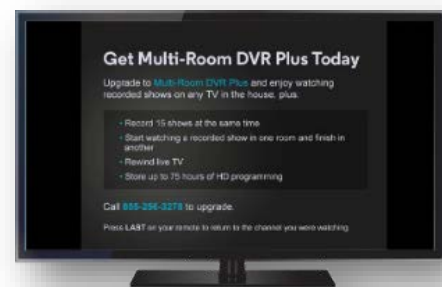 Get Multi-Room DVR Plus Today
Upgrade to Multi-Room DVR Plus and enjoy watching
recorded shows on any TV in the house, plus:
• Record 15 shows at the same time
• Start watching a recorded show in one room and finish in
another
• Rewind live TV
• Store up to 75 hours of HD programming
Call 855-256-3278 to upgrade.
Press LAST on your remote to return to the channel you were watching